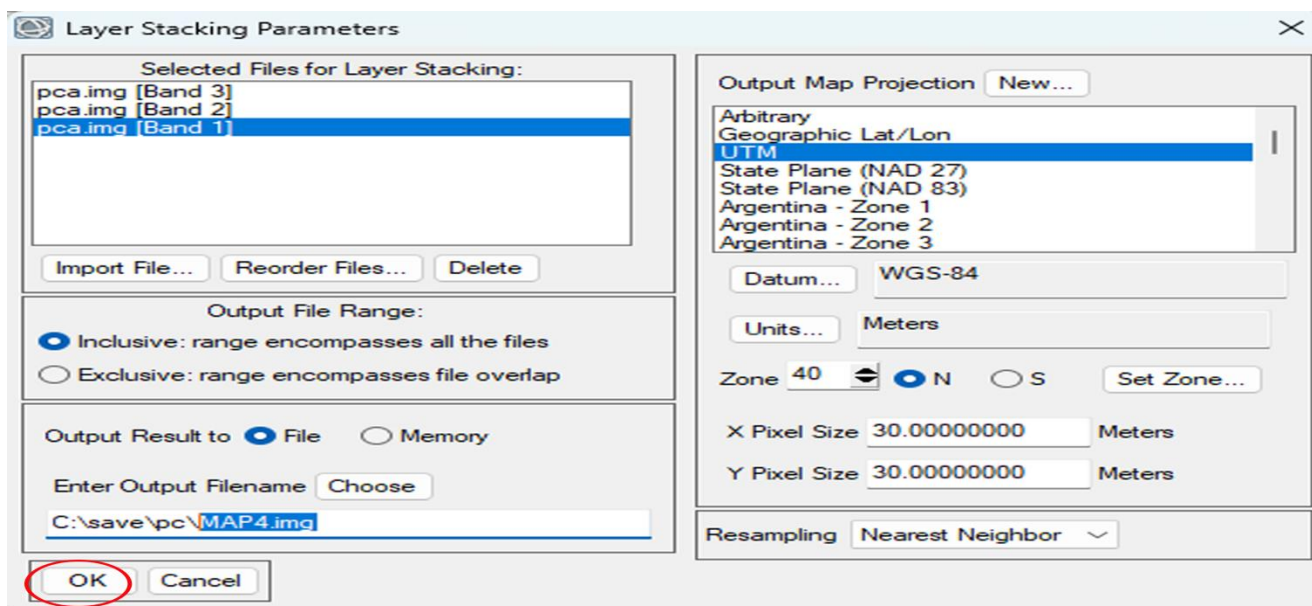 Layer Stacking Parameters
Selected Files for Layer Stacking:
pca.img [Band 3]
pca.img [Band 2]
pca.img [Band 1]
Import File... Reorder Files... Delete
Output File Range:
Inclusive: range encompasses all the files
Exclusive: range encompasses file overlap
Output Result to File Memory
Enter Output Filename Choose
C:\save\pc\MAP4.img
OK Cancel
Output Map Projection New...
Arbitrary
Geographic Lat/Lon
UTM
State Plane (NAD 27)
State Plane (NAD 83)
Argentina - Zone 1
Argentina - Zone 2
Argentina - Zone 3
Datum... WGS-84
Units... Meters
Zone 40 N S Set Zone...
X Pixel Size 30.00000000 Meters
Y Pixel Size 30.00000000 Meters
Resampling Nearest Neighbor